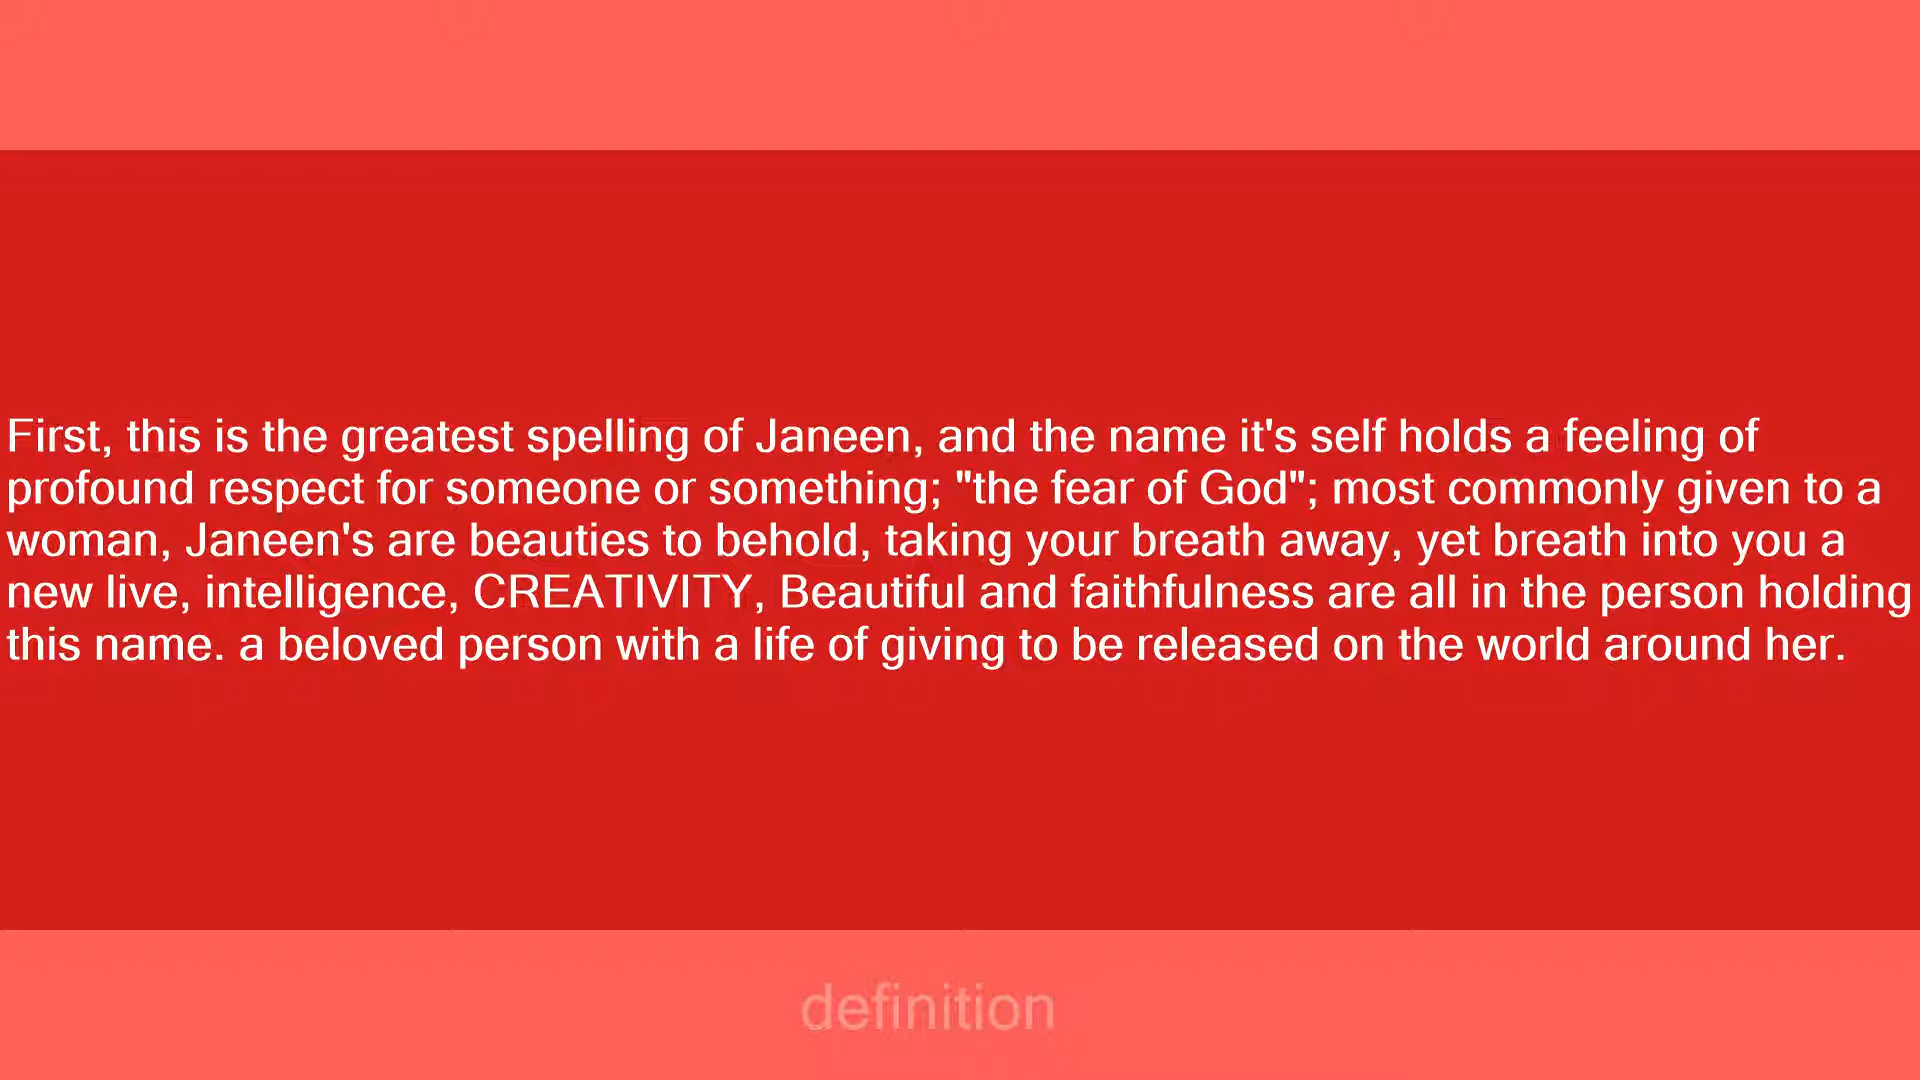 First, this is the greatest spelling of Janeen, and the name it's self holds a feeling of
profound respect for someone or something; "the fear of God"; most commonly given to a
woman, Janeen's are beauties to behold, taking your breath away, yet breath into you a
new live, intelligence, CREATIVITY, Beautiful and faithfulness are all in the person holding
this name. a beloved person with a life of giving to be released on the world around her.
definition